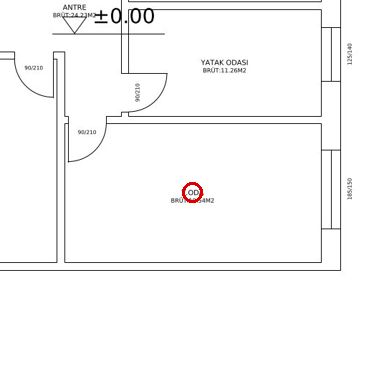 ANTRE
BRÜT:24.23M2
±0.00
YATAK ODASI
BRÜT:11.26M2
125/140
90/210
90/210
90/210
185/150